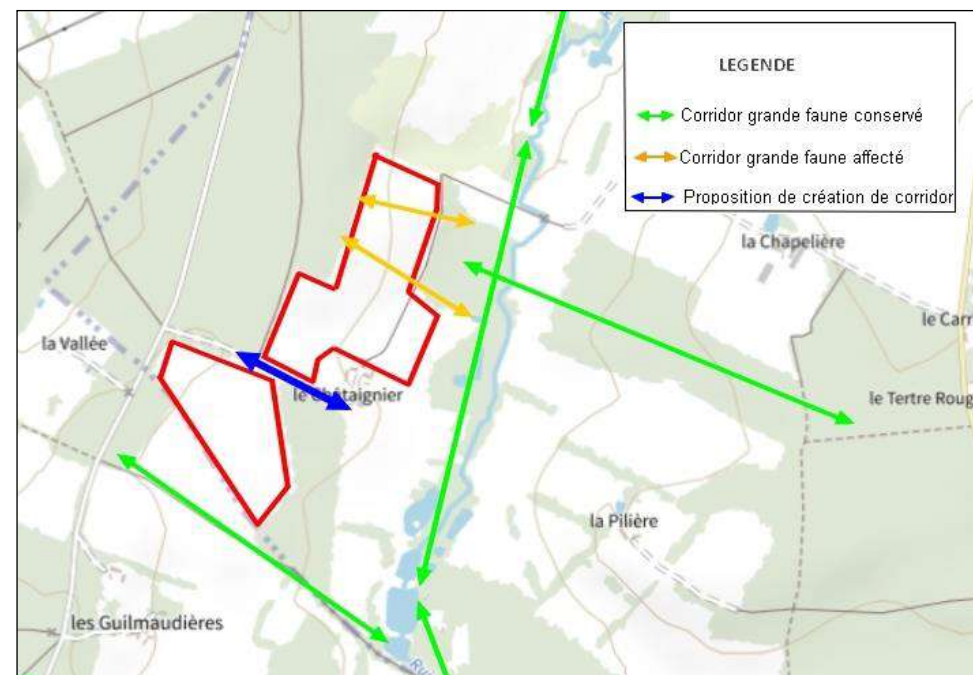 LEGENDE
Corridor grande faune conservé
Corridor grande faune affecté
Proposition de création de corridor
la Chapelière
le Carr
la Vallée
le Châtaignier
le Tertre Roug
la Pilière
les Guilmaudières
Rui